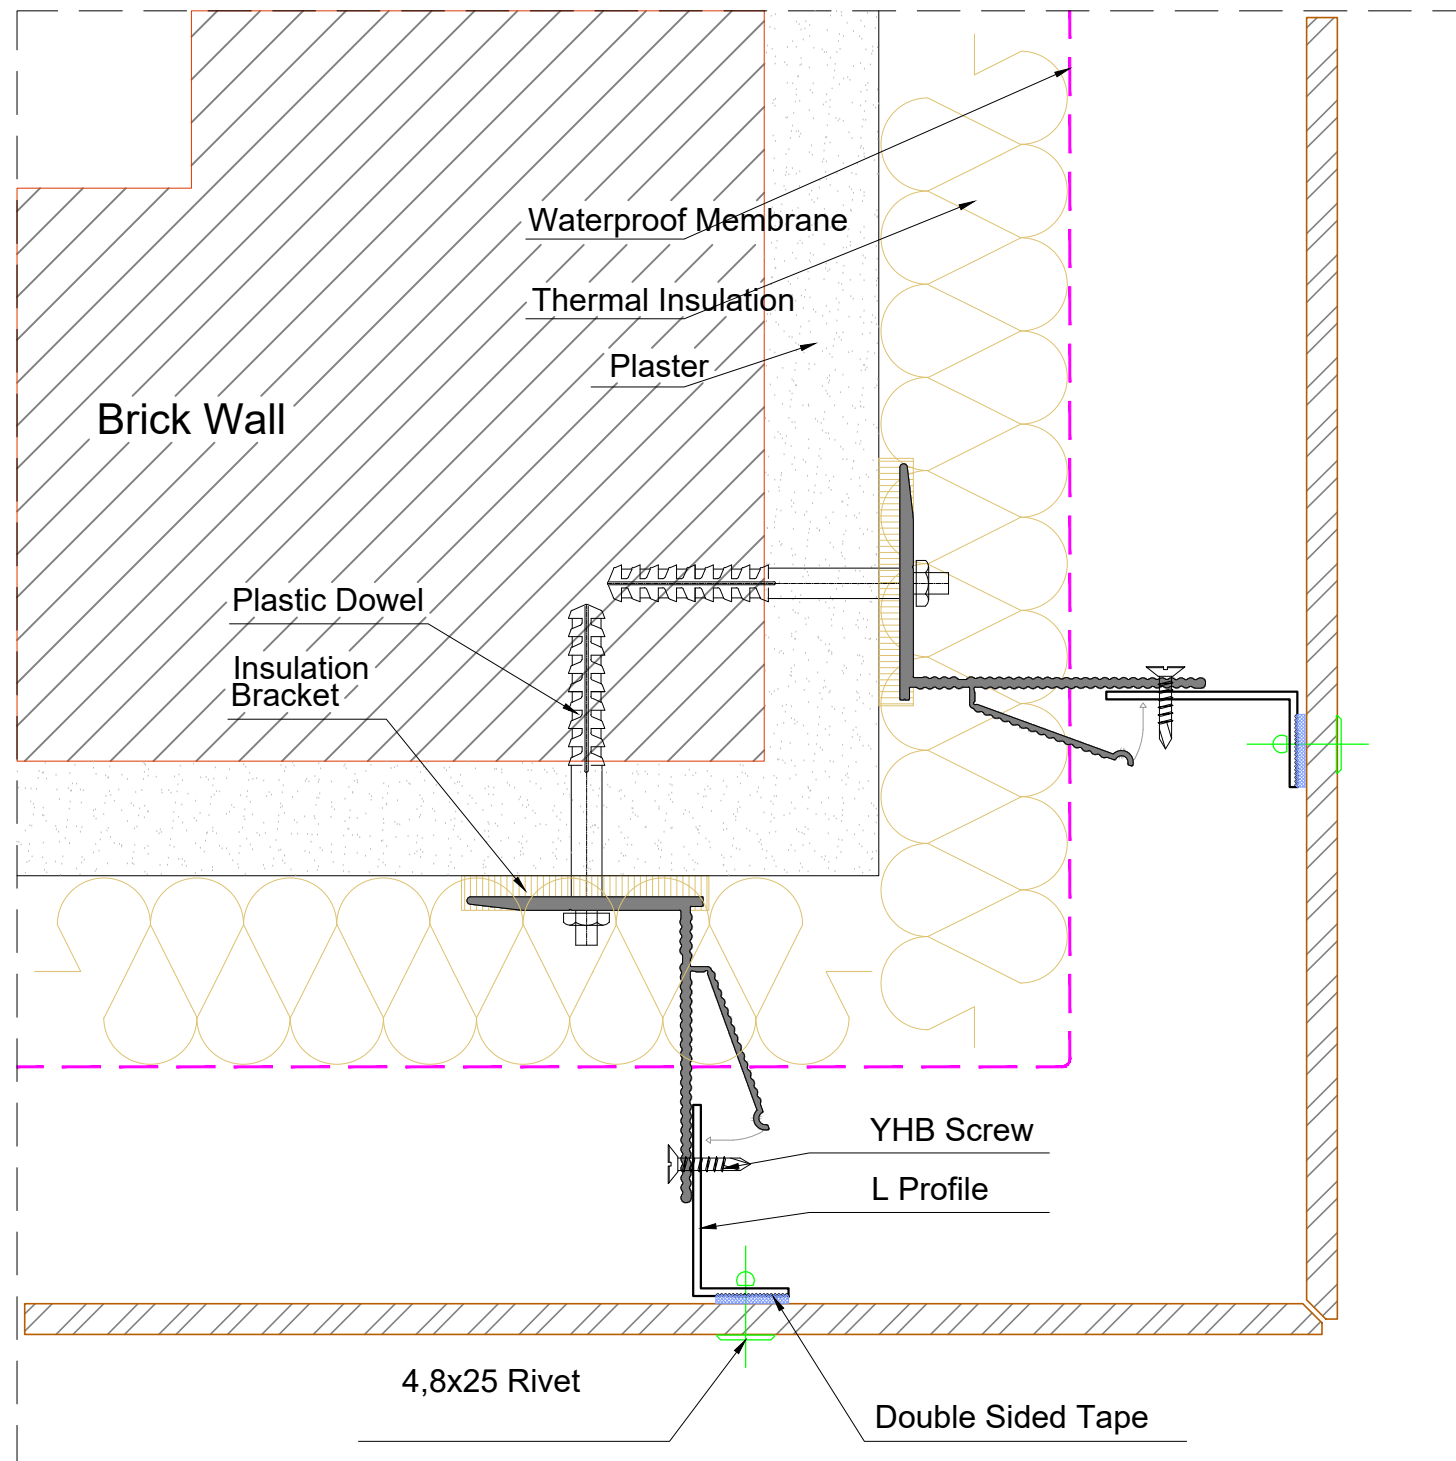 Waterproof Membrane
Thermal Insulation
Plaster
Brick Wall
Plastic Dowel
Insulation
Bracket
YHB Screw
L Profile
4,8x25 Rivet
Double Sided Tape